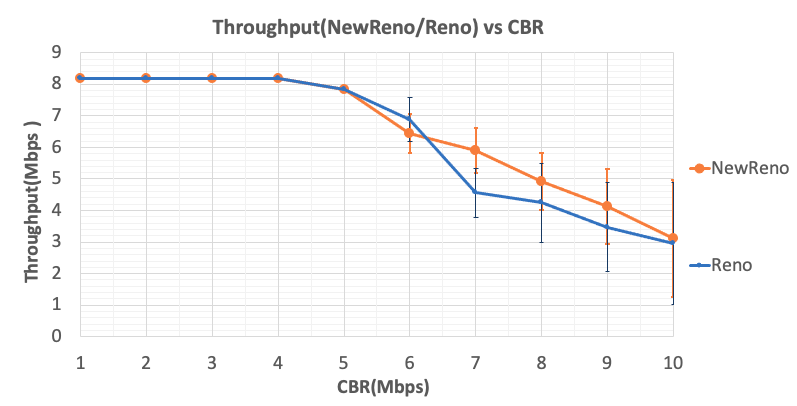 Throughput(NewReno/Reno) vs CBR
Throughput(Mbps )
9
8
7
6
5
4
3
2
1
0
1 2 3 4 5 6 7 8 9 10
CBR(Mbps)
NewReno
Reno